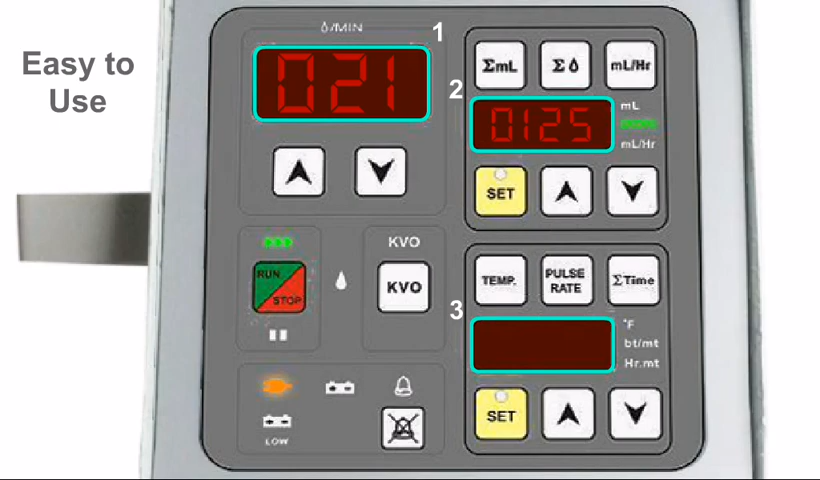 Easy to
Use
/MIN
1
021
2
ΣmL
Σ
mL/Hr
0125
mL
mL/Hr
SET
KVO
RUN
STOP
KVO
3
TEMP.
PULSE
RATE
ΣTime
°F
bt/mt
Hr.mt
SET
LOW